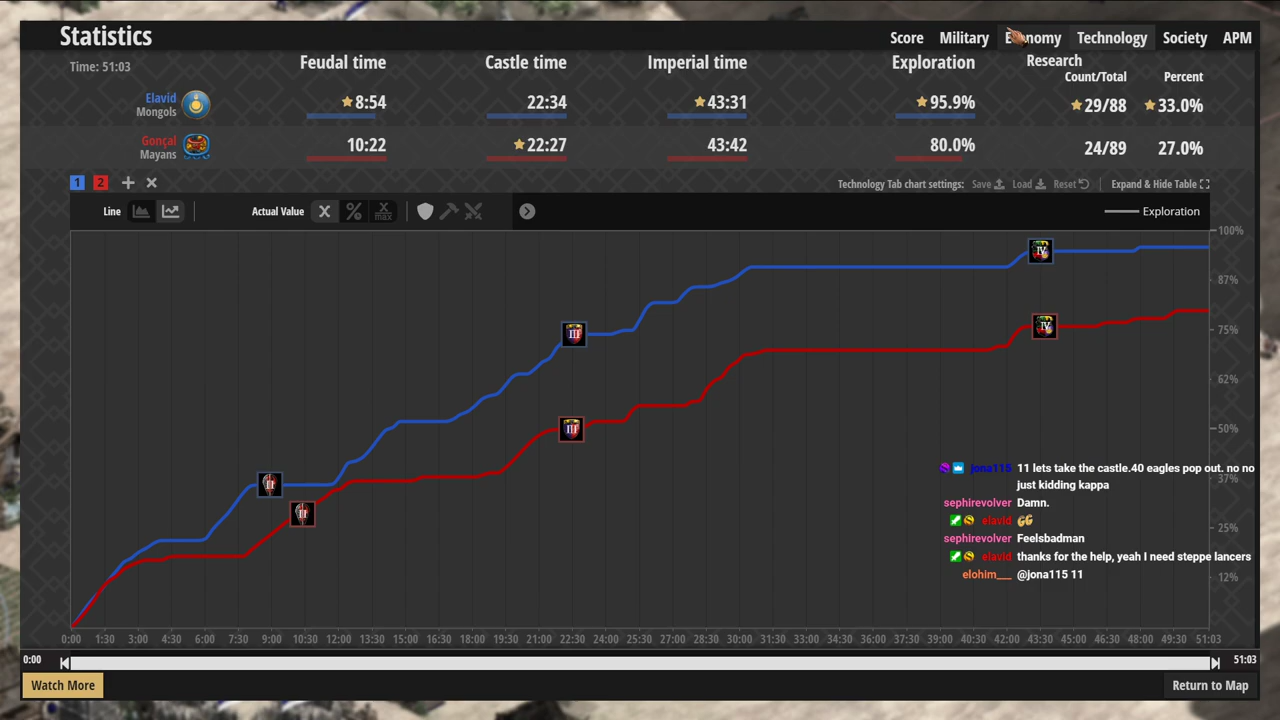 Statistics
Score Military Economy Technology Society APM
Time: 51:03
Feudal time Castle time Imperial time Exploration Research
Count/Total Percent
Elavid
Mongols
8:54 22:34 43:31 95.9% 29/88 33.0%
Gonçal
Mayans
10:22 22:27 43:42 80.0% 24/89 27.0%
1 2
Technology Tab chart settings: Save Load Reset Expand & Hide Table
Line Actual Value X % X max
Exploration
100%
87%
75%
62%
50%
37%
25%
12%
II
II
III
III
IV
IV
jona115 11 lets take the castle.40 eagles pop out. no no
just kidding kappa
sephirevolver Damn.
elavid GG
sephirevolver Feelsbadman
elavid thanks for the help, yeah I need steppe lancers
elohim___ @jona115 11
0:00 1:30 3:00 4:30 6:00 7:30 9:00 10:30 12:00 13:30 15:00 16:30 18:00 19:30 21:00 22:30 24:00 25:30 27:00 28:30 30:00 31:30 33:00 34:30 36:00 37:30 39:00 40:30 42:00 43:30 45:00 46:30 48:00 51:03
0:00 51:03
Watch More Return to Map